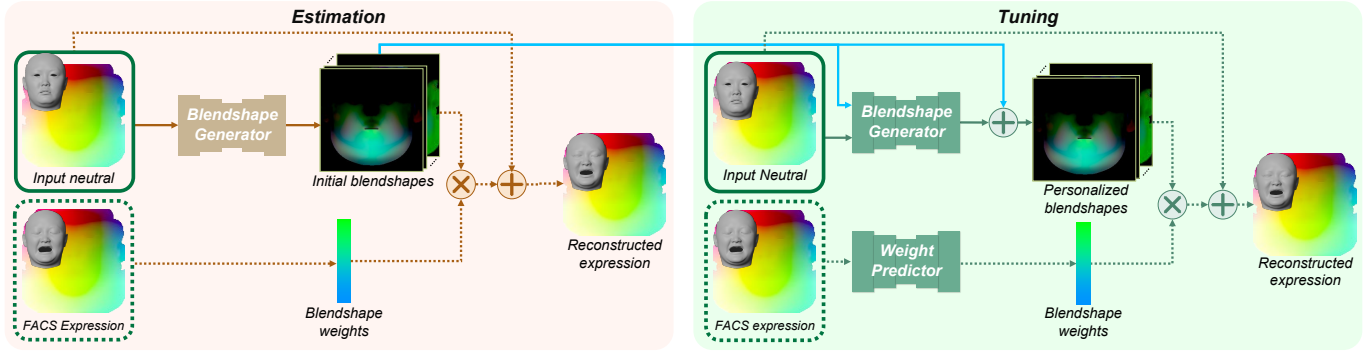 Estimation
Blendshape
Generator
Input neutral
Initial blendshapes
Reconstructed
expression
FACS Expression
Blendshape
weights
Tuning
Blendshape
Generator
Input Neutral
Personalized
blendshapes
Weight
Predictor
Reconstructed
expression
FACS expression
Blendshape
weights